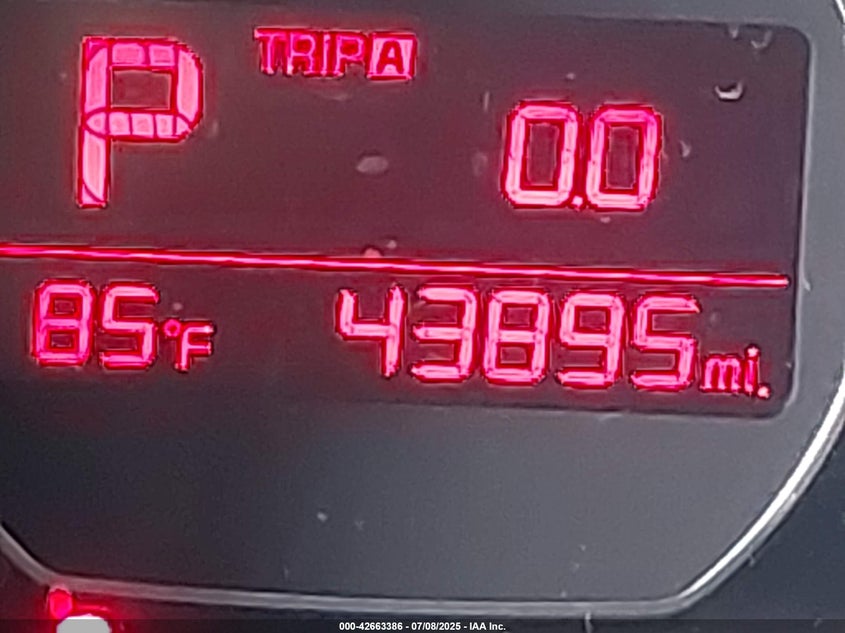 P TRIP A 0.0
85°F 43895 mi.
000-42663386 - 07/08/2025 - IAA Inc.